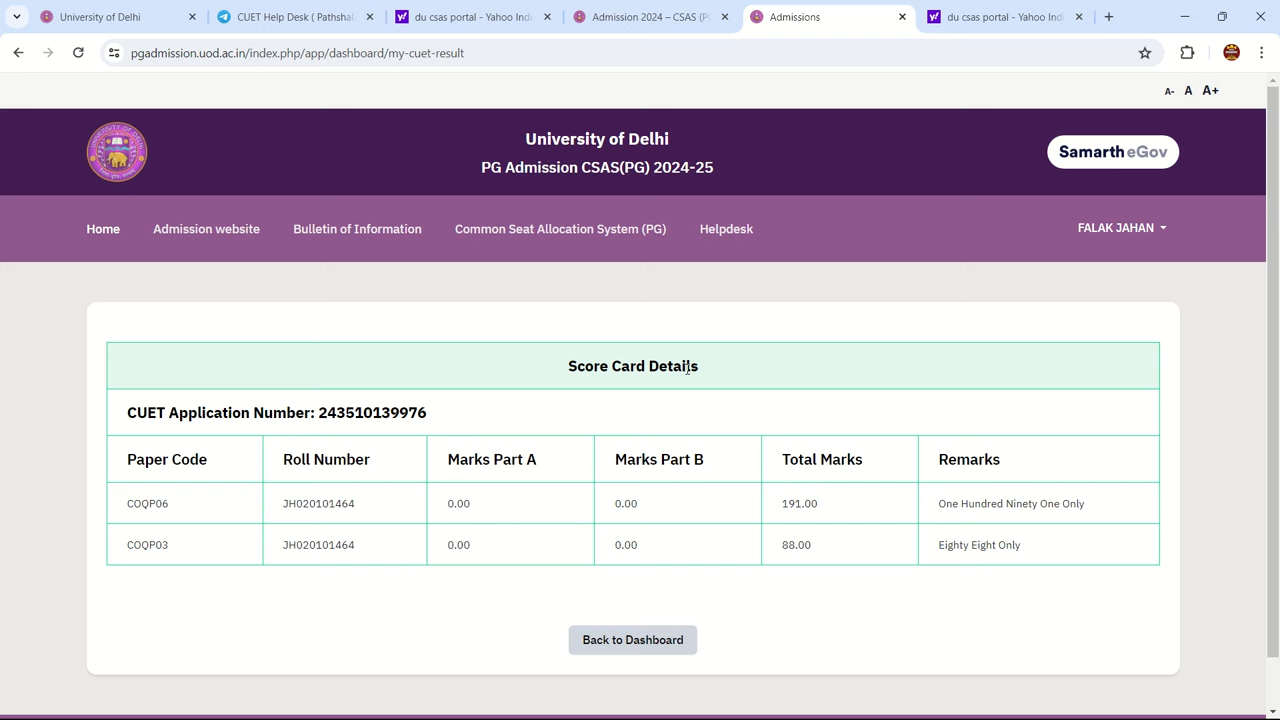 University of Delhi
CUET Help Desk ( Pathshal
du csas portal - Yahoo Indi
Admission 2024 – CSAS (P
Admissions
du csas portal - Yahoo Indi
pgadmission.uod.ac.in/index.php/app/dashboard/my-cuet-result
A- A A+
University of Delhi
PG Admission CSAS(PG) 2024-25
Samarth eGov
Home Admission website Bulletin of Information Common Seat Allocation System (PG) Helpdesk FALAK JAHAN
Score Card Details
CUET Application Number: 243510139976
Paper Code Roll Number Marks Part A Marks Part B Total Marks Remarks
COQP06 JH020101464 0.00 0.00 191.00 One Hundred Ninety One Only
COQP03 JH020101464 0.00 0.00 88.00 Eighty Eight Only
Back to Dashboard